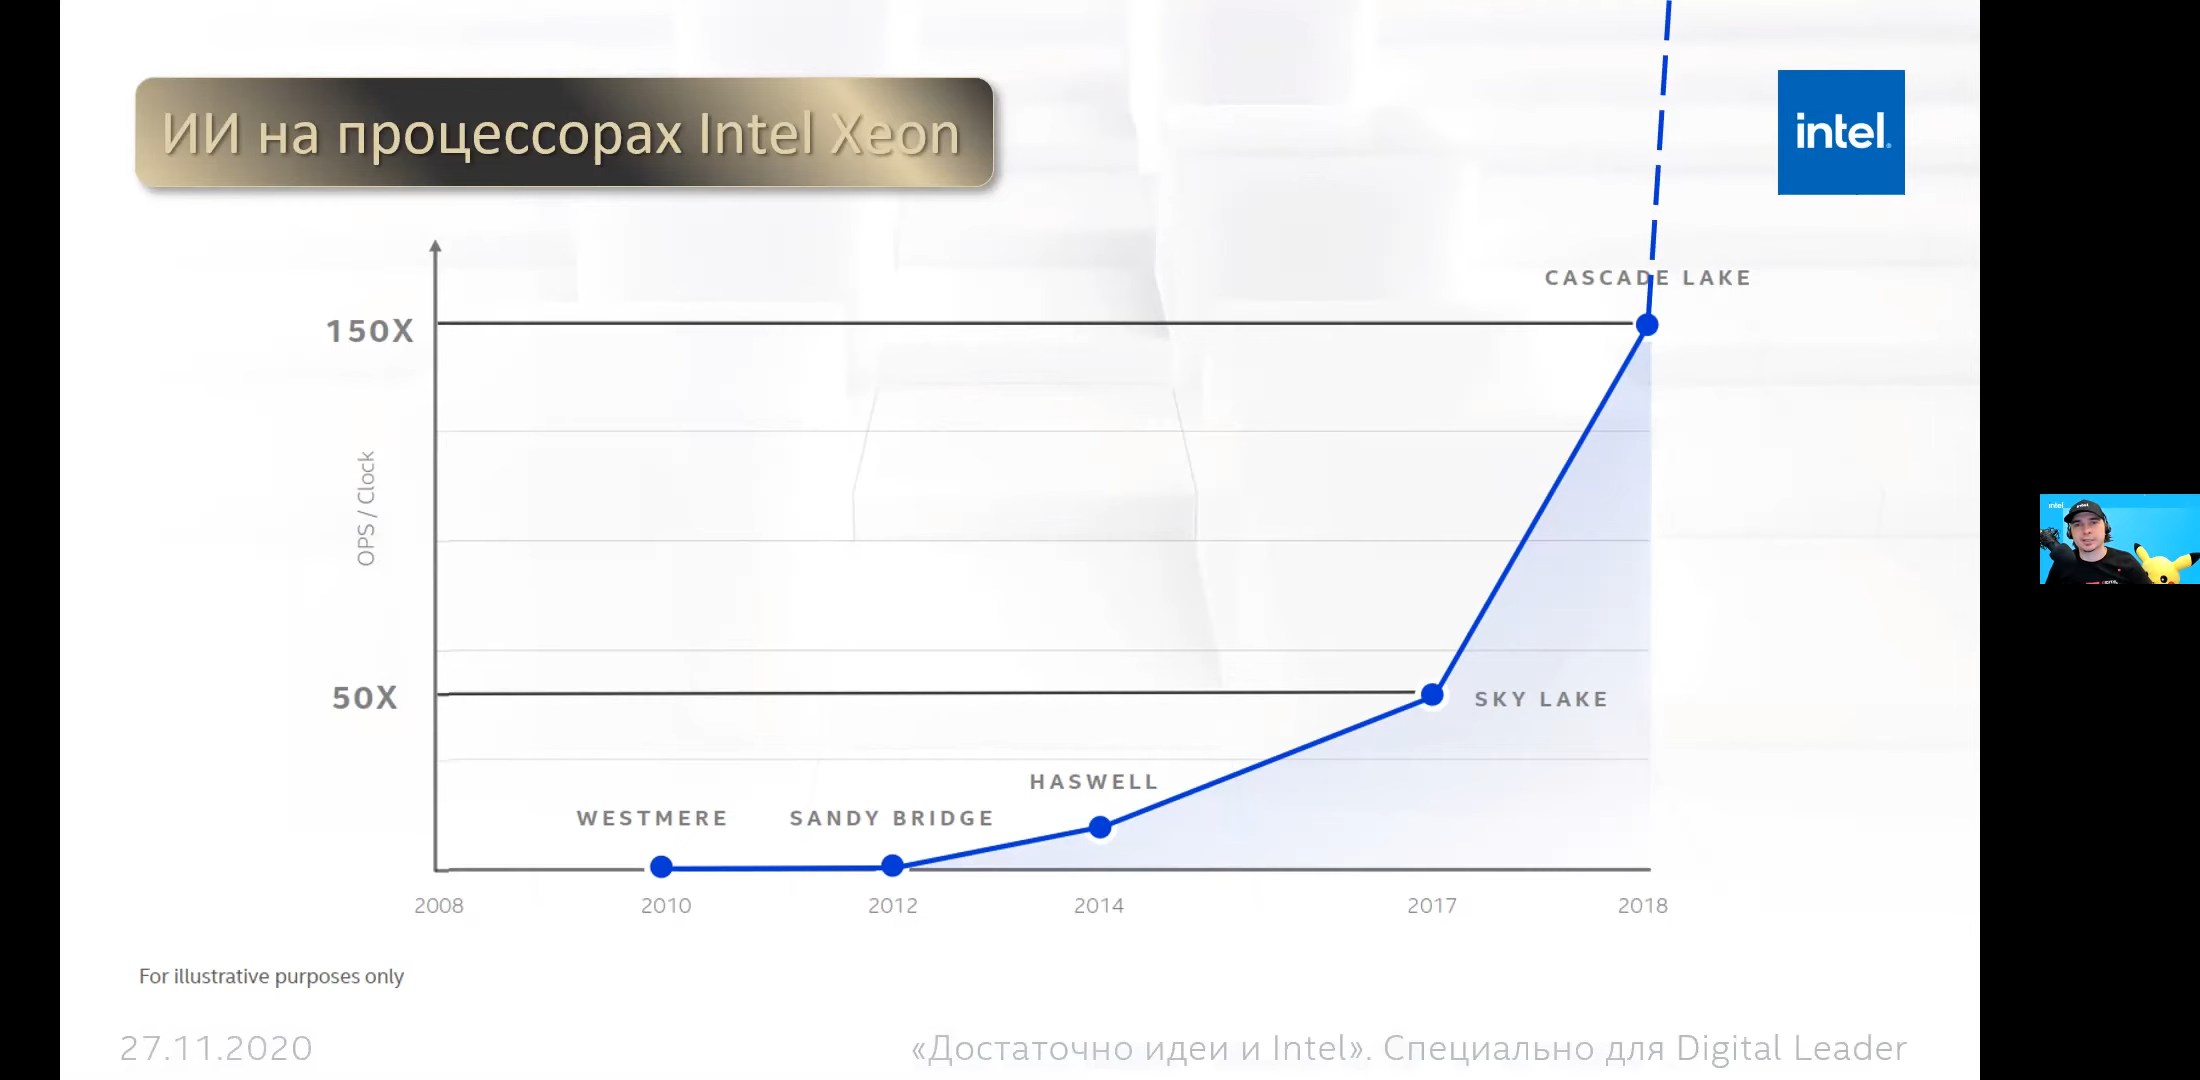 ИИ на процессорах Intel Xeon
intel.
CASCADE LAKE
150X
OPS / Clock
50X
SKY LAKE
HASWELL
WESTMERE
SANDY BRIDGE
2008
2010
2012
2014
2017
2018
For illustrative purposes only
27.11.2020
«Достаточно идеи и Intel». Специально для Digital Leader
intel
intel